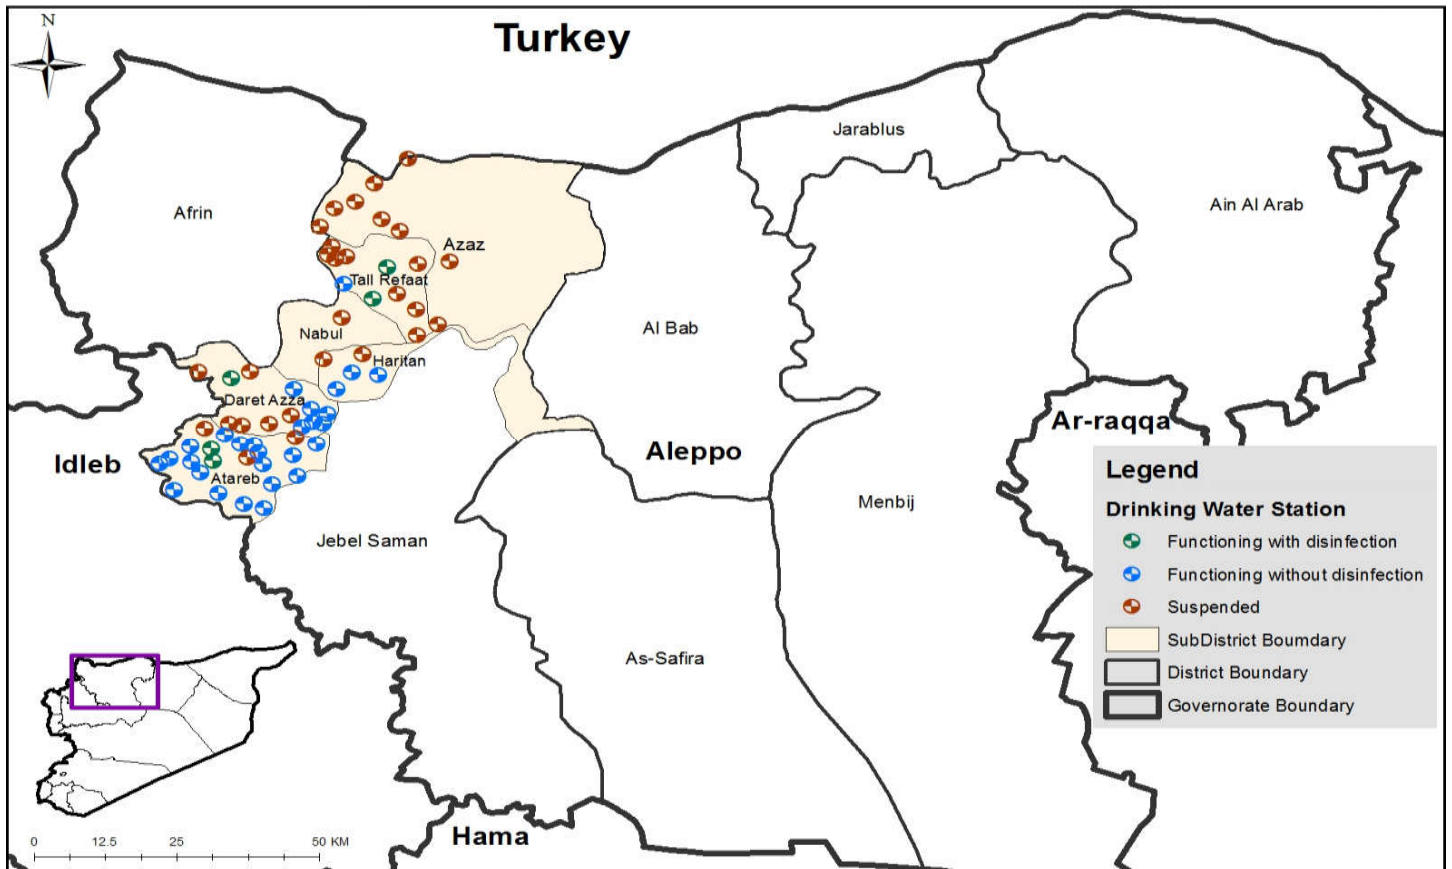 N
Turkey
Jarablus
Afrin
Ain Al Arab
Azaz
Tall Refaat
Nabul
Al Bab
Haritan
Daret Azza
Ar-raqqa
Idleb
Aleppo
Atareb
Menbij
Jebel Saman
As-Safira
Hama
Legend
Drinking Water Station
Functioning with disinfection
Functioning without disinfection
Suspended
SubDistrict Boumdary
District Boundary
Governorate Boundary
0 12.5 25 50 KM